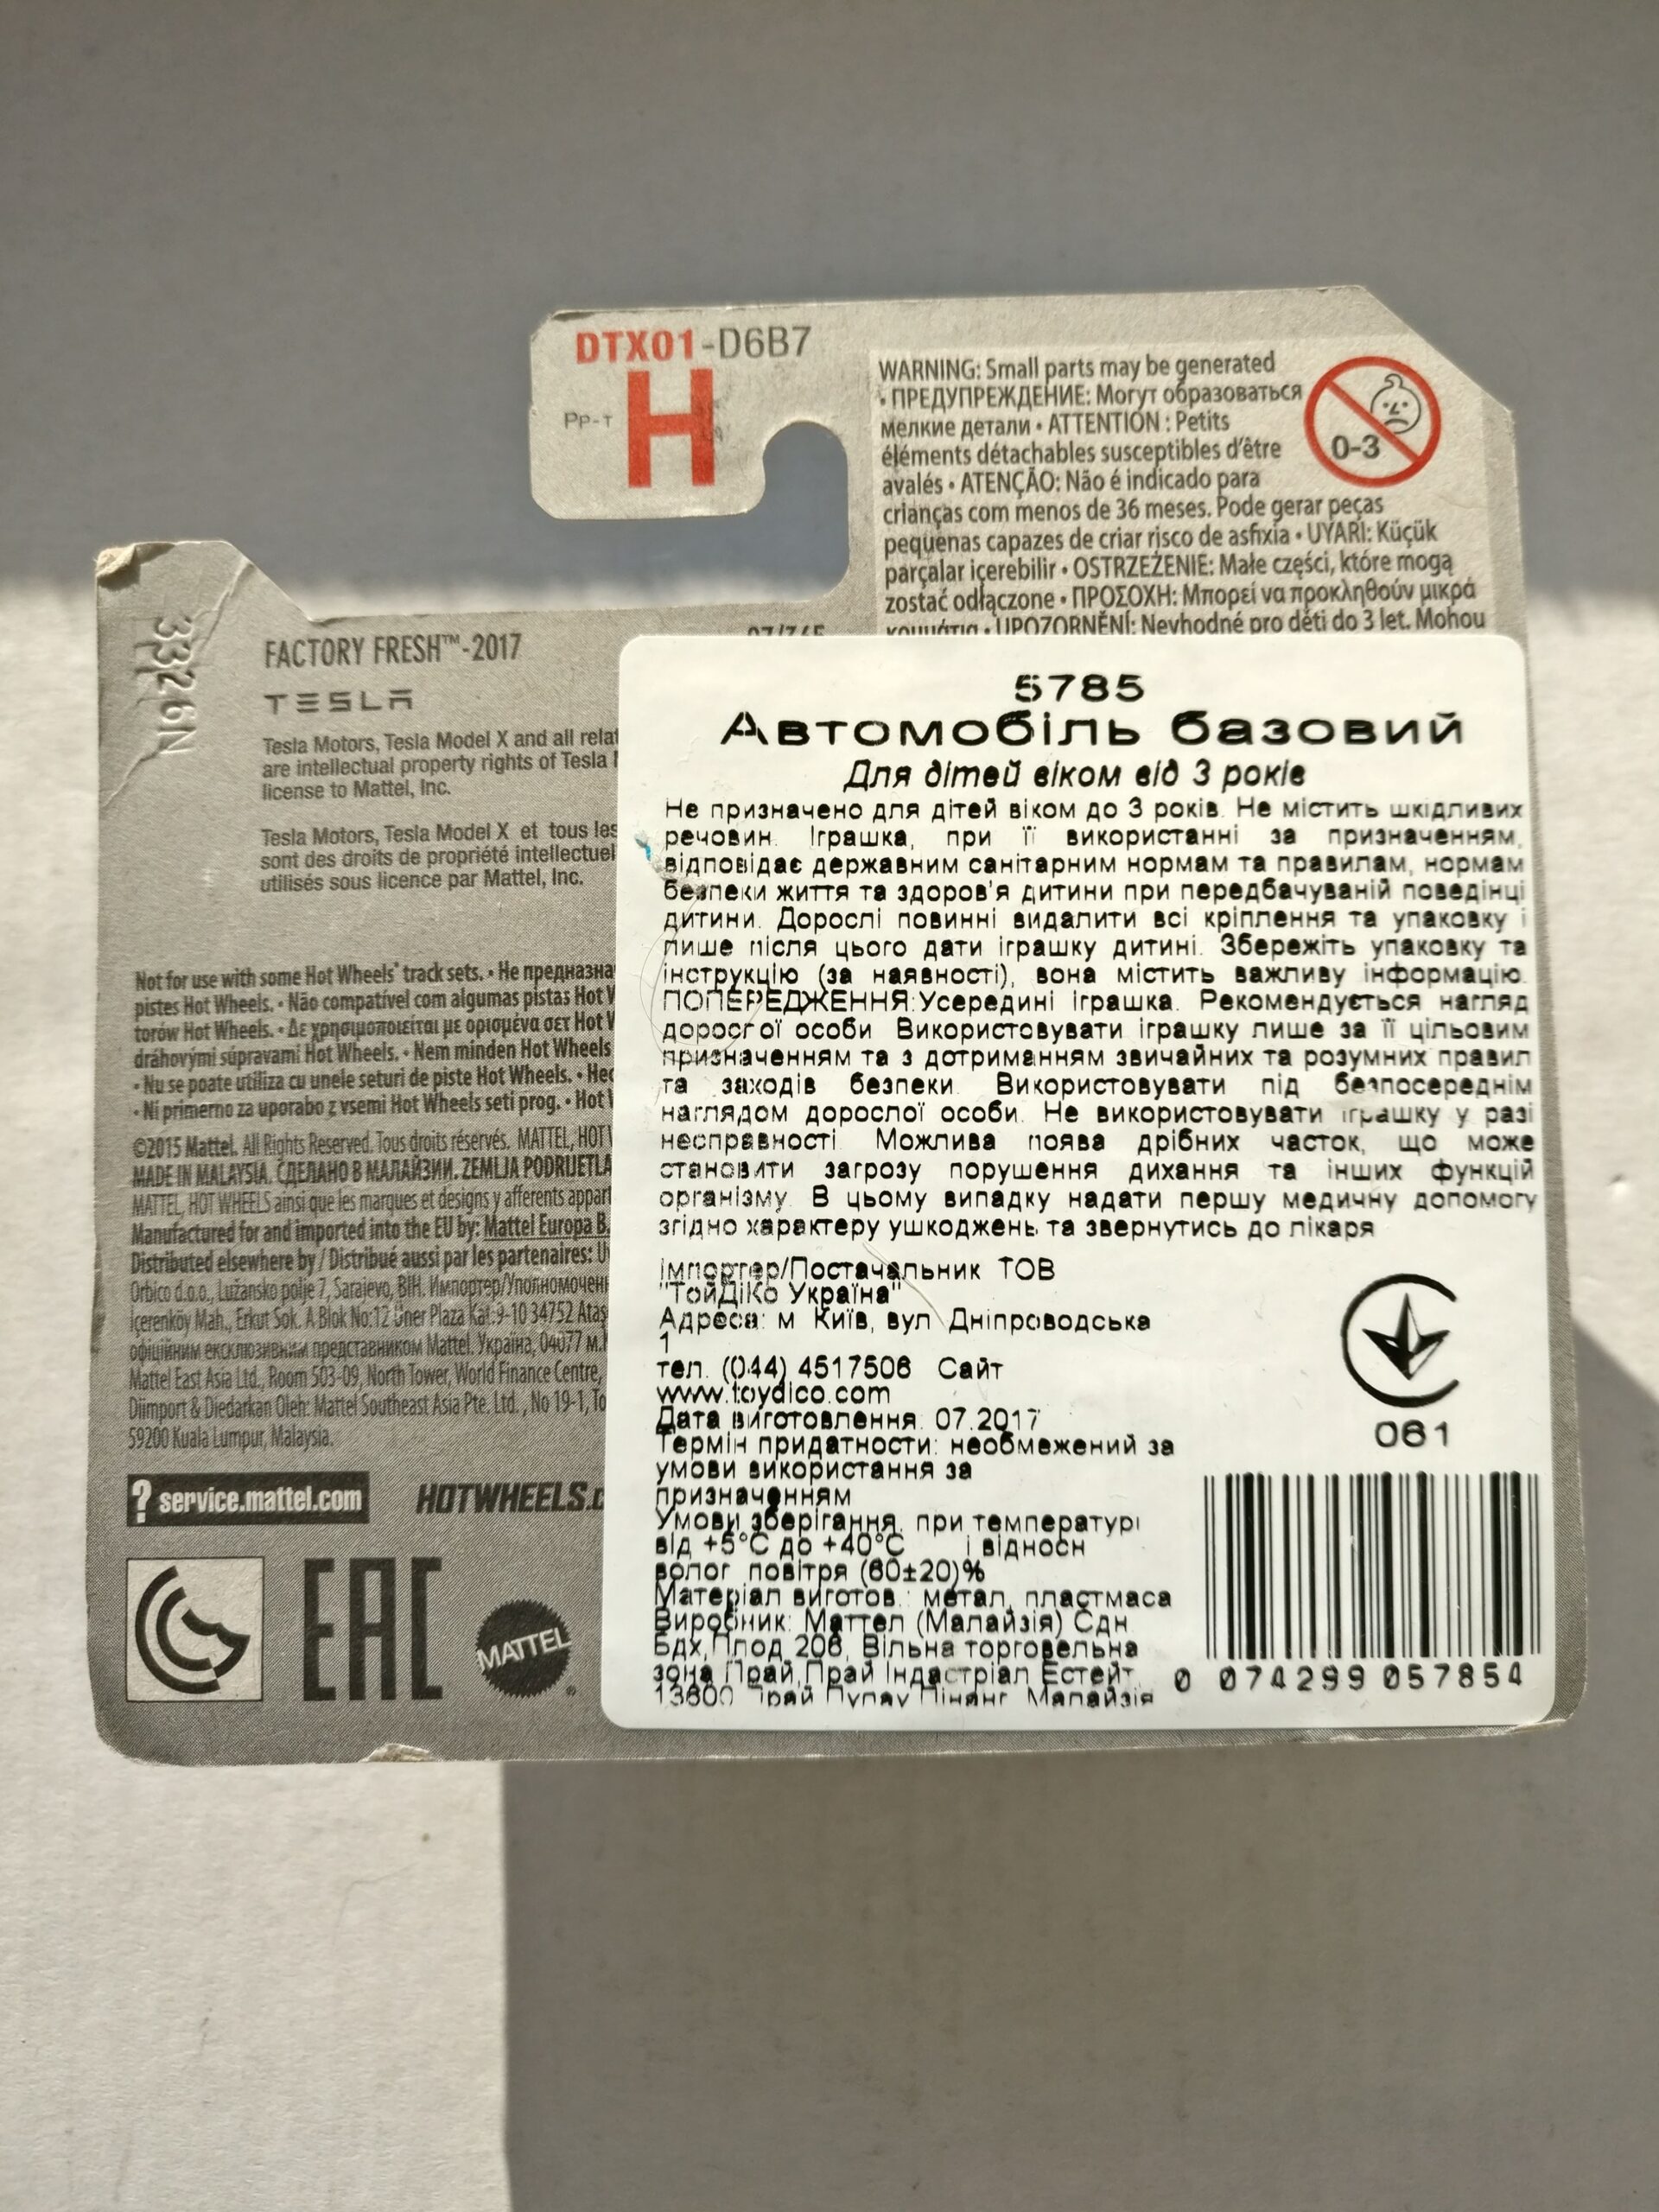 DTX01-D6B7
Pp-т H
WARNING: Small parts may be generated
• ПРЕДУПРЕЖДЕНИЕ: Могут образоваться
мелкие детали • ATTENTION : Petits
éléments détachables susceptibles d'être
avalés • ATENÇÃO: Não é indicado para
crianças com menos de 36 meses. Pode gerar peças
pequenas capazes de criar risco de asfixia • UYARI: Küçük
parçalar içerebilir • OSTRZEŻENIE: Małe części, które mogą
zostać odłączone • ΠΡΟΣΟΧΗ: Μπορεί να προκληθούν μικρά
κομμάτια • UPOZORNĚNÍ: Nevhodné pro děti do 3 let. Mohou
0-3
3326N
FACTORY FRESH™-2017
TESLA
Tesla Motors, Tesla Model X and all
are intellectual property rights of Tesla
license to Mattel, Inc.
Tesla Motors, Tesla Model X et tous les
sont des droits de propriété
utilisés sous licence par Mattel, Inc.
Not for use with some Hot Wheels® track sets. • Не
pistes Hot Wheels. • Não compatível com algumas pistas Hot
torów Hot Wheels. • Δε χρησιμοποιείται με ορισμένα σετ Hot
dráhovými súpravami Hot Wheels. • Nem minden Hot Wheels
• Nu se poate utiliza cu unele seturi de piste Hot Wheels. •
• Ni primerno za uporabo z vsemi Hot Wheels seti prog. • Hot
©2015 Mattel. All Rights Reserved. Tous droits réservés. MATTEL, HOT
MADE IN MALAYSIA. СДЕЛАНО В МАЛАЙЗИИ. ZEMLJA PODRIJETLA
MATTEL, HOT WHEELS ainsi que les marques et designs y afférents
Manufactured for and imported into the EU by: Mattel Europa B.
Distributed elsewhere by / Distribué aussi par les partenaires:
Orbico d.o.o., Lužansko polje 7, Sarajevo, BIH.
İçerenköy Mah., Erkut Sok. A Blok No:12 Üner Plaza Kat:9-10 34752
офіційним ексклюзивним представником Mattel. Україна, 04077 м.
Mattel East Asia Ltd., Room 503-09, North Tower, World Finance Centre,
Diimport & Diedarkan Oleh: Mattel Southeast Asia Pte. Ltd. , No 19-1,
59200 Kuala Lumpur, Malaysia.
? service.mattel.com
HOTWHEELS.
EAC
MATTEL
5785
Автомобіль базовий
Для дітей віком від 3 років
Не призначено для дітей віком до 3 років. Не містить шкідливих
речовин. Іграшка, при її використанні за призначенням,
відповідає державним санітарним нормам та правилам, нормам
безпеки життя та здоров'я дитини при передбачуваній поведінці
дитини. Дорослі повинні видалити всі кріплення та упаковку і
лише після цього дати іграшку дитині. Збережіть упаковку та
інструкцію (за наявності), вона містить важливу інформацію.
ПОПЕРЕДЖЕННЯ:Усередині іграшка. Рекомендується нагляд
дорослої особи Використовувати іграшку лише за її цільовим
призначенням та з дотриманням звичайних та розумних правил
та заходів безпеки. Використовувати під безпосереднім
наглядом дорослої особи. Не використовувати іграшку у разі
несправності. Можлива поява дрібних часток, що може
становити загрозу порушення дихання та інших функцій
організму. В цьому випадку надати першу медичну допомогу
згідно характеру ушкоджень та звернутись до лікаря
Імпортер/Постачальник ТОВ
"ТойДіКо Україна"
Адреса: м Київ, вул Дніпроводська
1
тел. (044) 4517506 Сайт
www.toydico.com
Дата виготовлення: 07.2017
Термін придатности: необмежений за
умови використання за
призначенням
Умови зберігання. при температурі
від +5°С до +40°С і відносн
волог повітря (60±20)%
Матеріал виготов.: метал, пластмаса
Виробник: Маттел (Малайзія) Сдн
Бдх,Плод 206, Вільна торговельна
зона Прай,Прай Індастріал Естейт,
13600 Прай Пулау Пінанг Малайзія
061
0 074299 057854